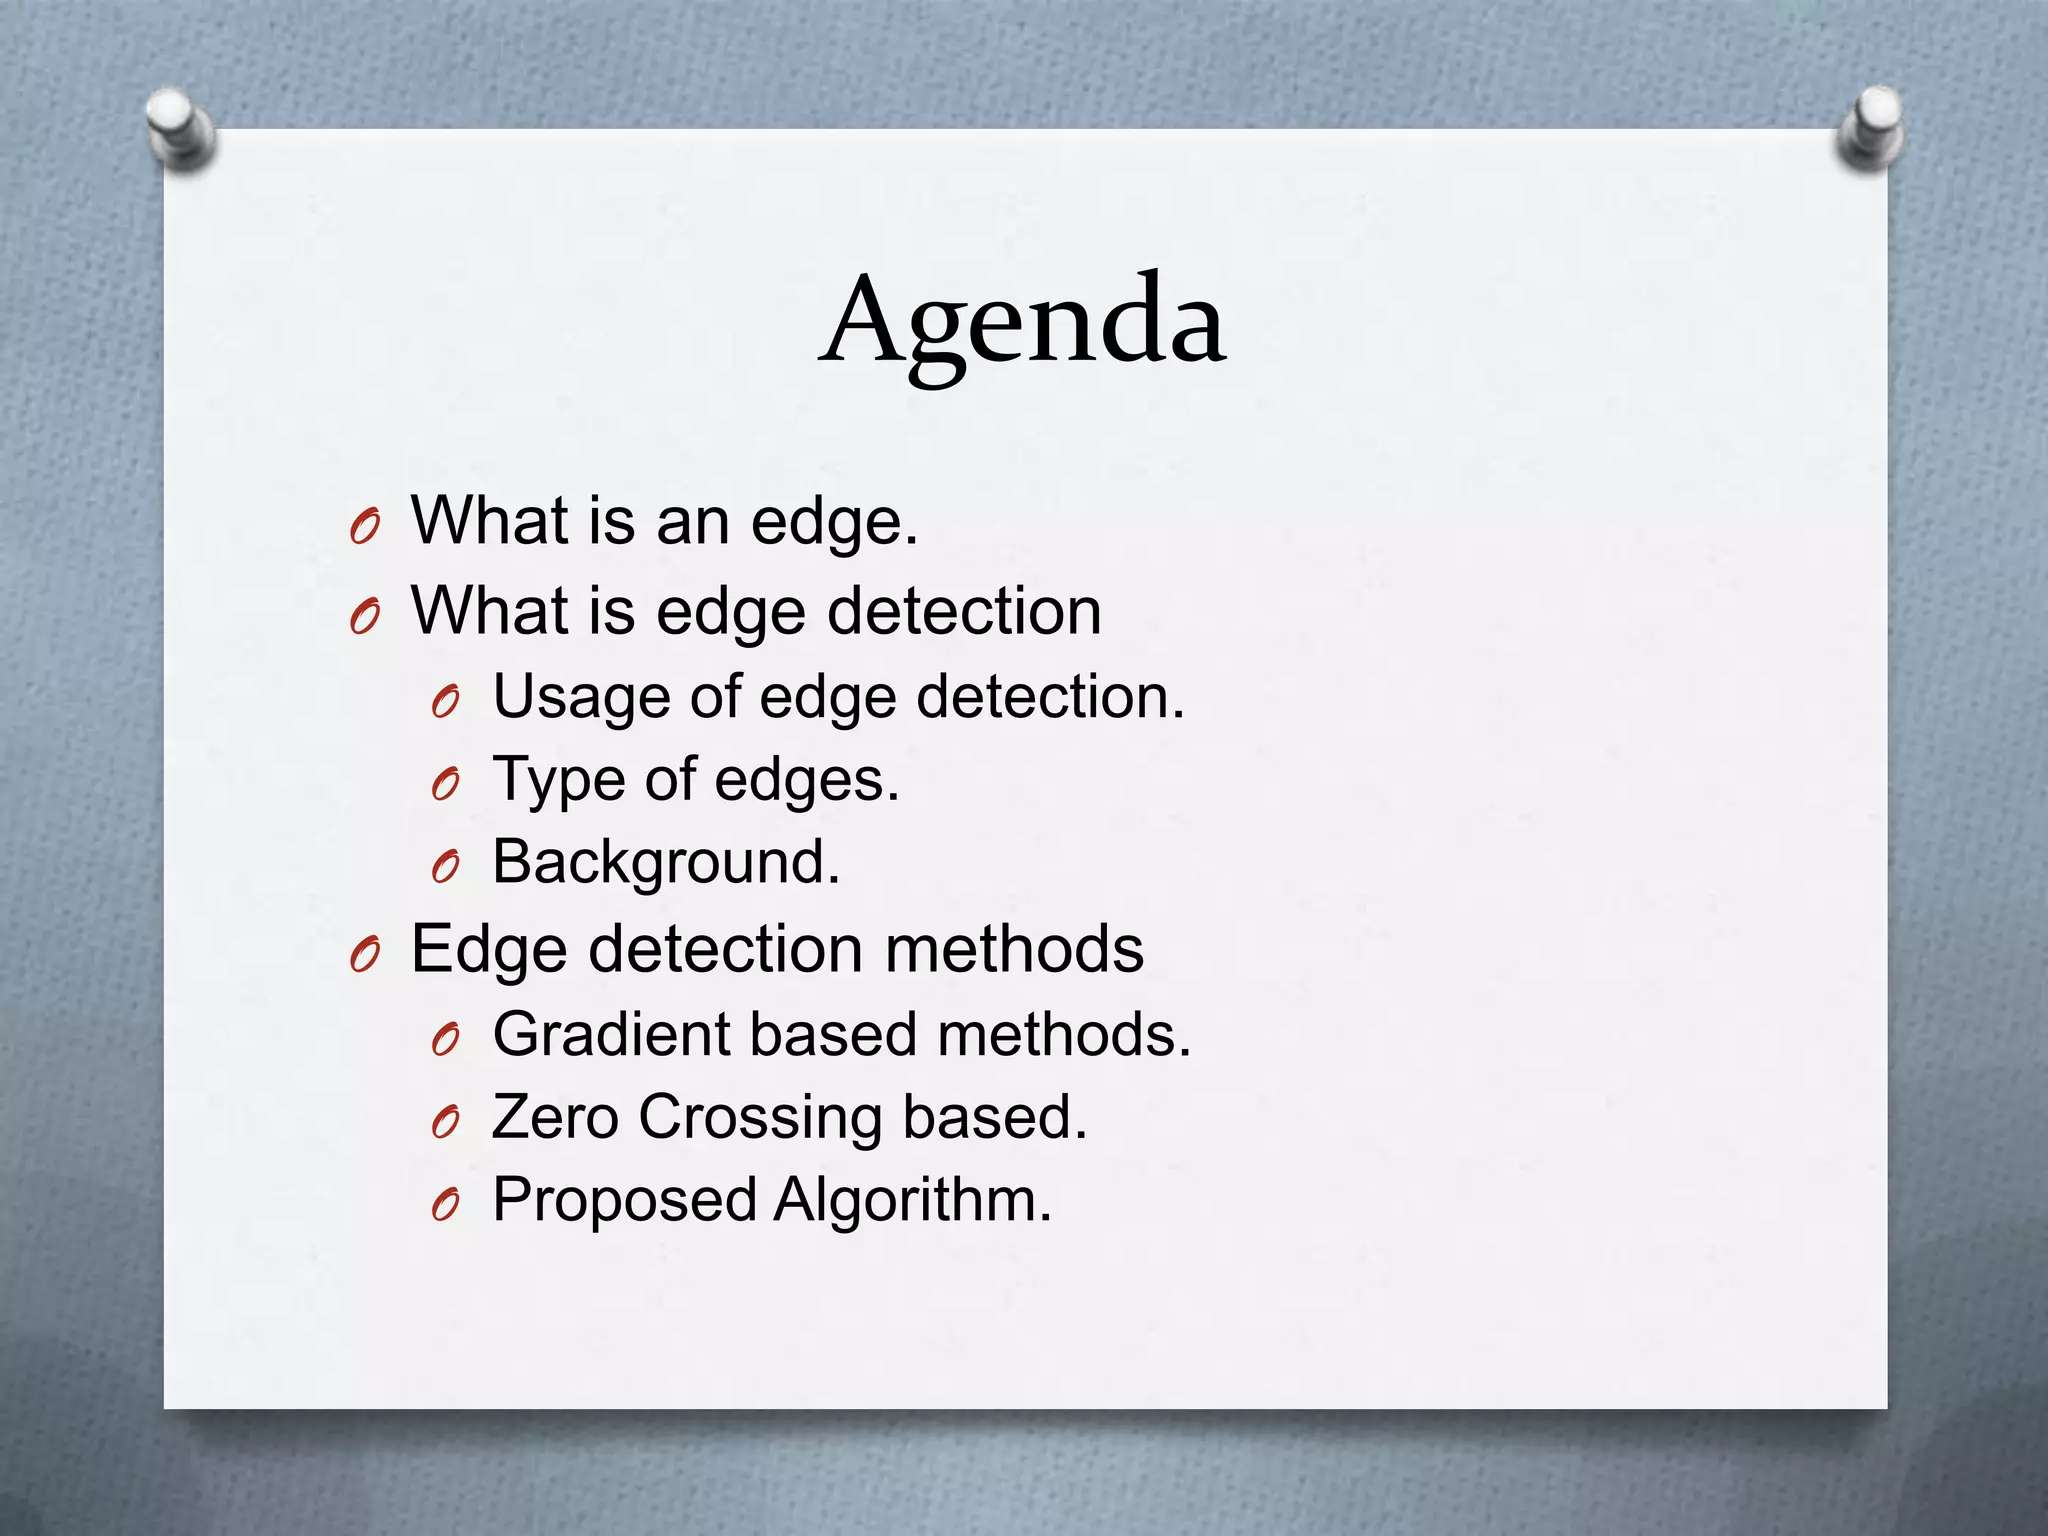 Agenda
What is an edge.
What is edge detection
Usage of edge detection.
Type of edges.
Background.
Edge detection methods
Gradient based methods.
Zero Crossing based.
Proposed Algorithm.